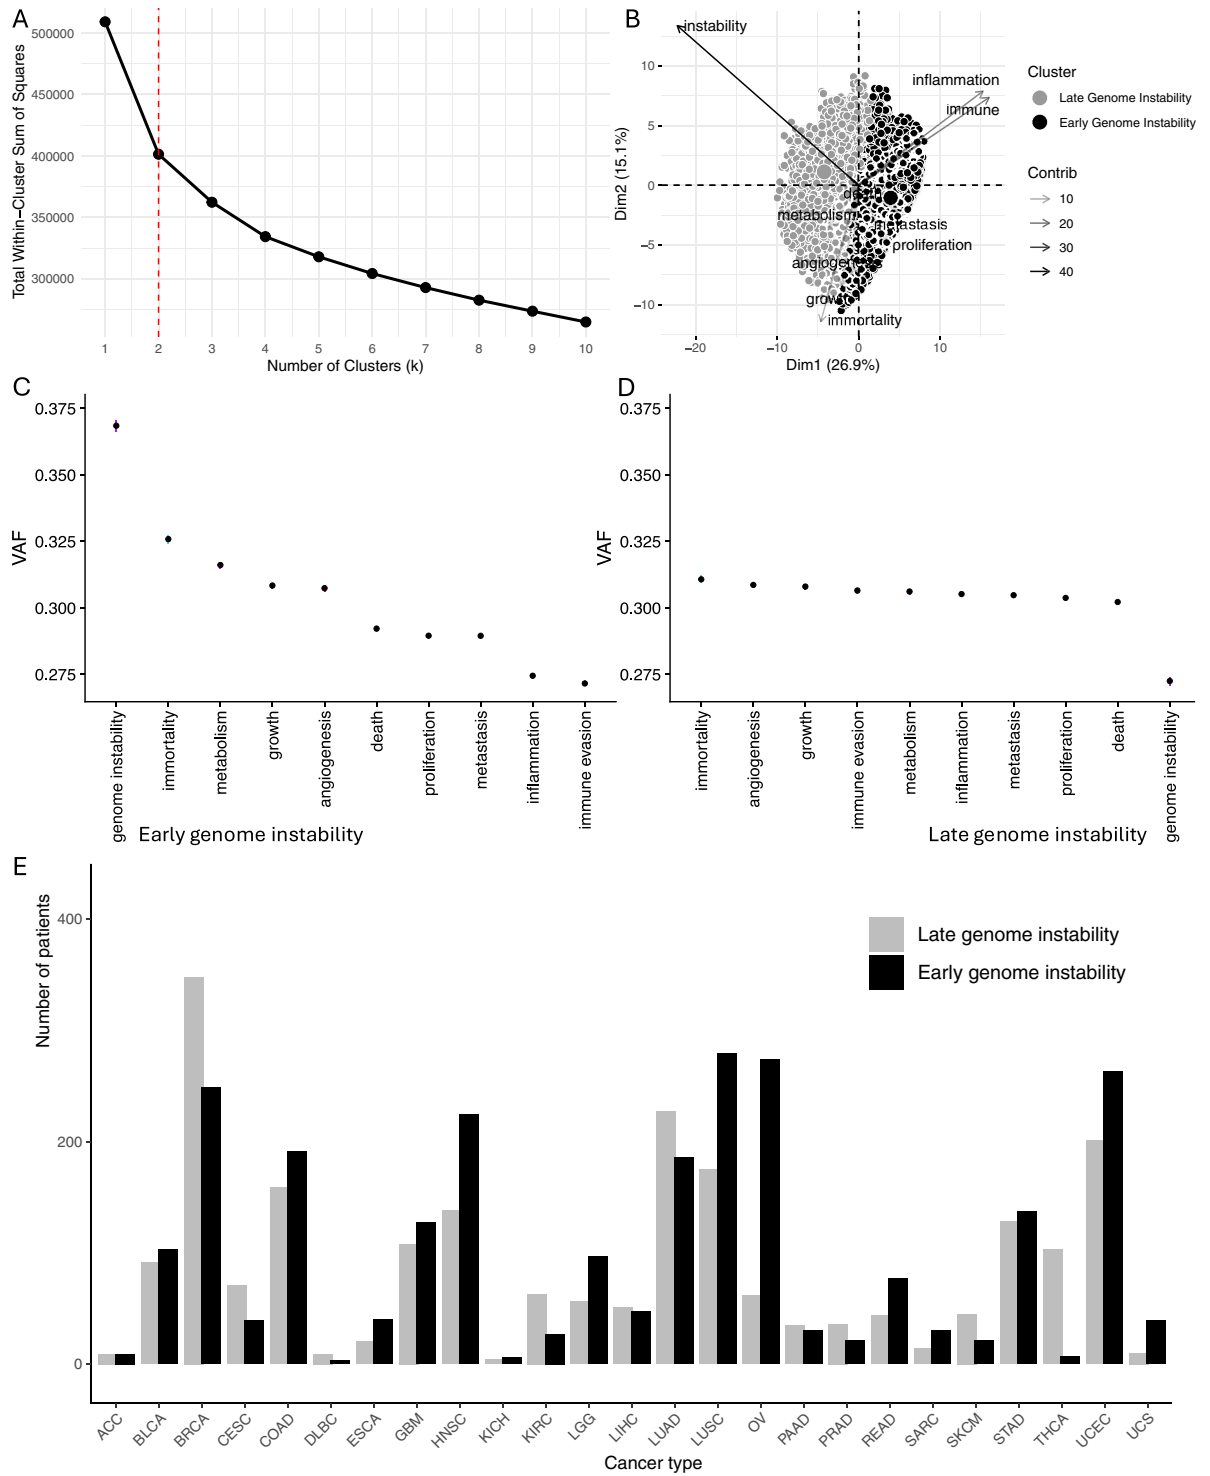 A
Total Within−Cluster Sum of Squares
500000
450000
400000
350000
300000
1 2 3 4 5 6 7 8 9 10
Number of Clusters (k)
B
Dim2 (15.1%)
10
5
0
−5
−10
instability
inflammation
immune
death
metabolism
metastasis
proliferation
angiogenesis
growth
immortality
−20 −10 0 10
Dim1 (26.9%)
Cluster
Late Genome Instability
Early Genome Instability
Contrib
10
20
30
40
C
VAF
0.375
0.350
0.325
0.300
0.275
genome instability
immortality
metabolism
growth
angiogenesis
death
proliferation
metastasis
inflammation
immune evasion
Early genome instability
D
VAF
0.375
0.350
0.325
0.300
0.275
immortality
angiogenesis
growth
immune evasion
metabolism
inflammation
metastasis
proliferation
death
genome instability
Late genome instability
E
Number of patients
400
200
0
Late genome instability
Early genome instability
ACC
BLCA
BRCA
CESC
COAD
DLBC
ESCA
GBM
HNSC
KICH
KIRC
LGG
LIHC
LUAD
LUSC
OV
PAAD
PRAD
READ
SARC
SKCM
STAD
THCA
UCEC
UCS
Cancer type